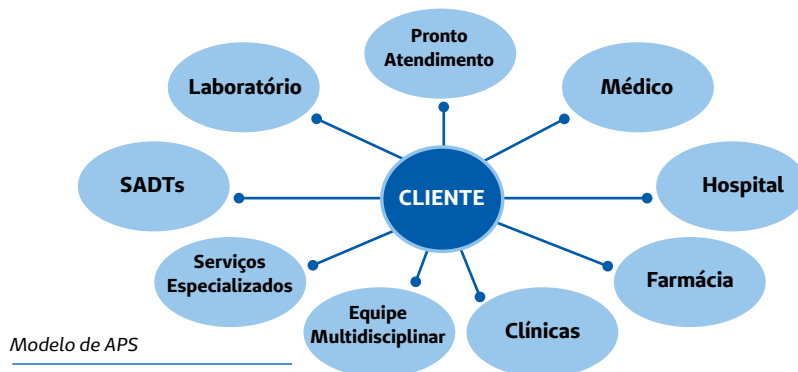 Pronto
Atendimento
Laboratório
Médico
SADTs
CLIENTE
Hospital
Serviços
Especializados
Farmácia
Equipe
Multidisciplinar
Clínicas
Modelo de APS